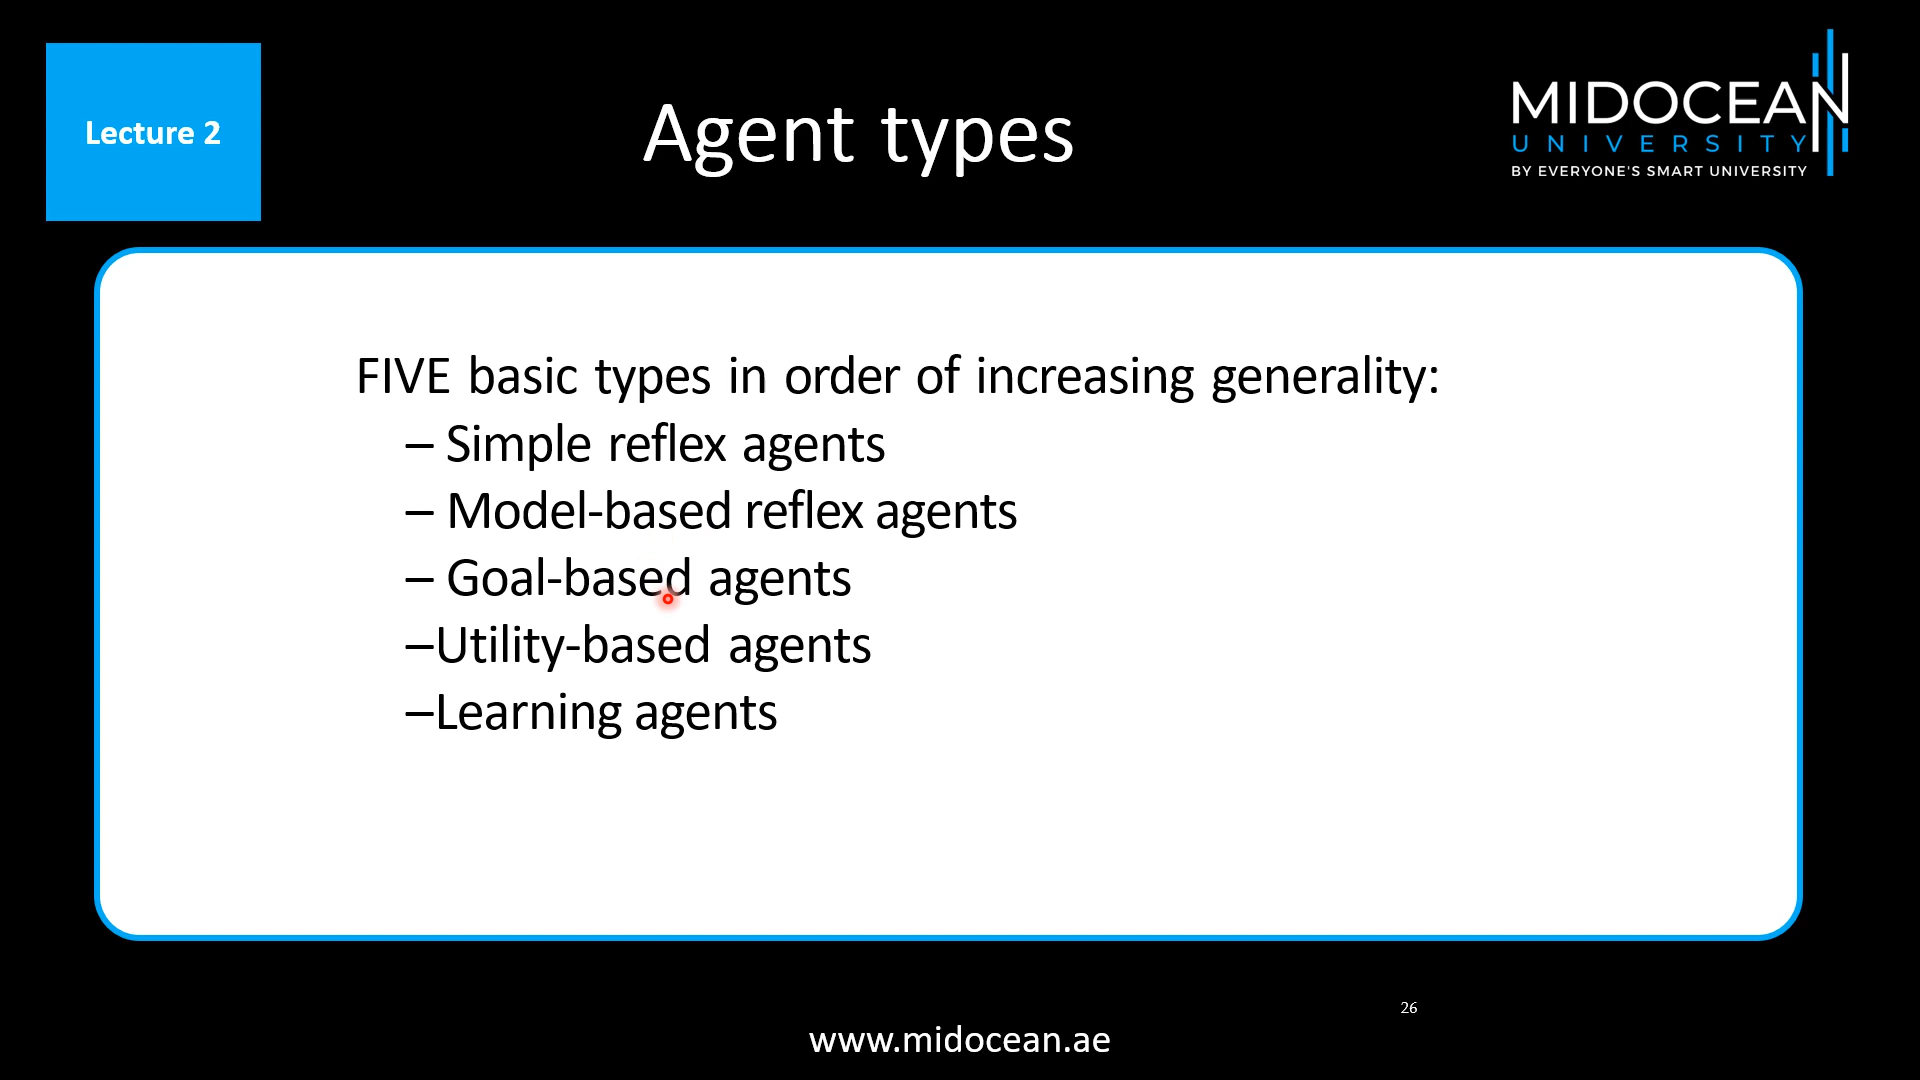 Lecture 2
Agent types
MIDOCEAN
UNIVERSITY
BY EVERYONE'S SMART UNIVERSITY
FIVE basic types in order of increasing generality:
– Simple reflex agents
– Model-based reflex agents
– Goal-based agents
–Utility-based agents
–Learning agents
26
www.midocean.ae